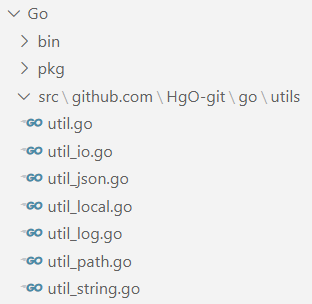 Go
bin
pkg
src \ github.com \ HgO-git \ go \ utils
GO util.go
GO util_io.go
GO util_json.go
GO util_local.go
GO util_log.go
GO util_path.go
GO util_string.go